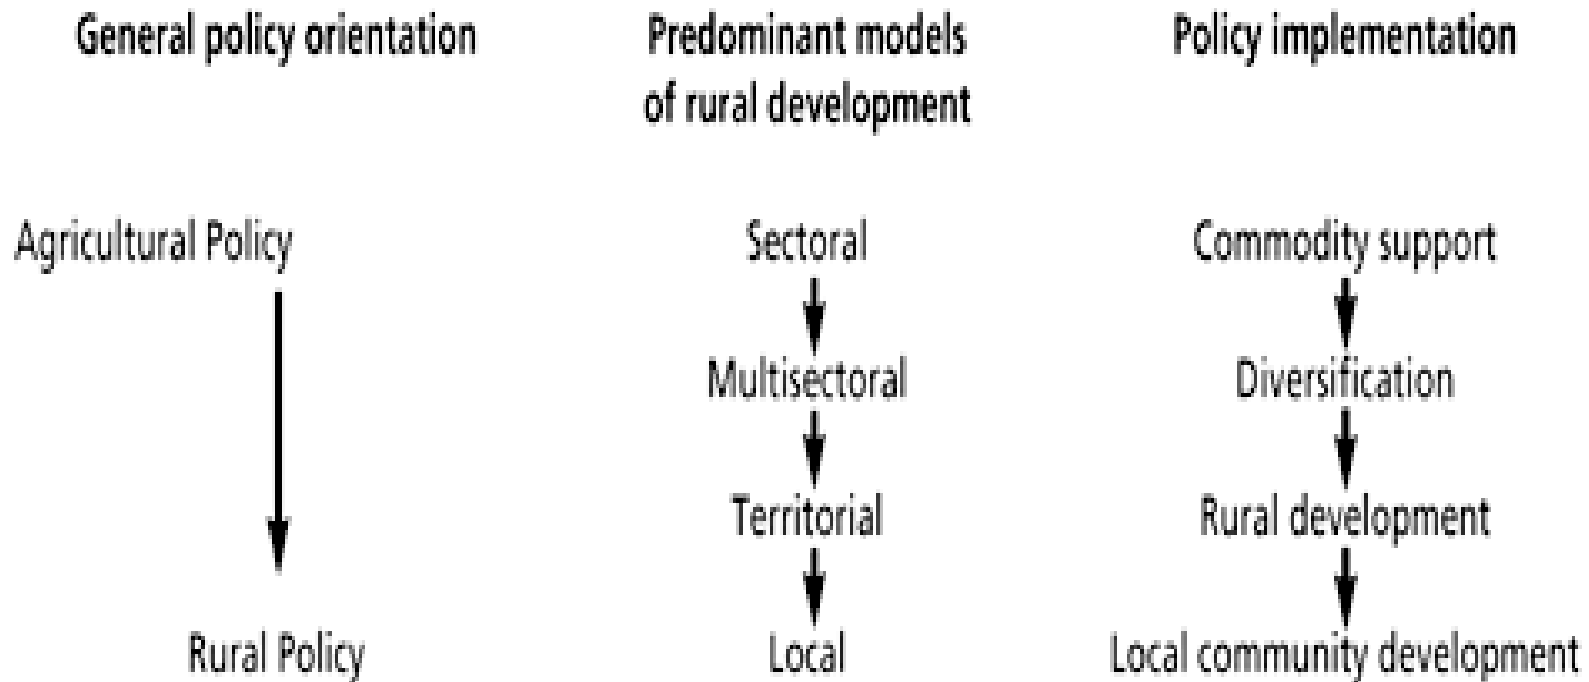 General policy orientation
Predominant models
of rural development
Policy implementation
Agricultural Policy
Sectoral
Commodity support
Multisectoral
Diversification
Territorial
Rural development
Rural Policy
Local
Local community development